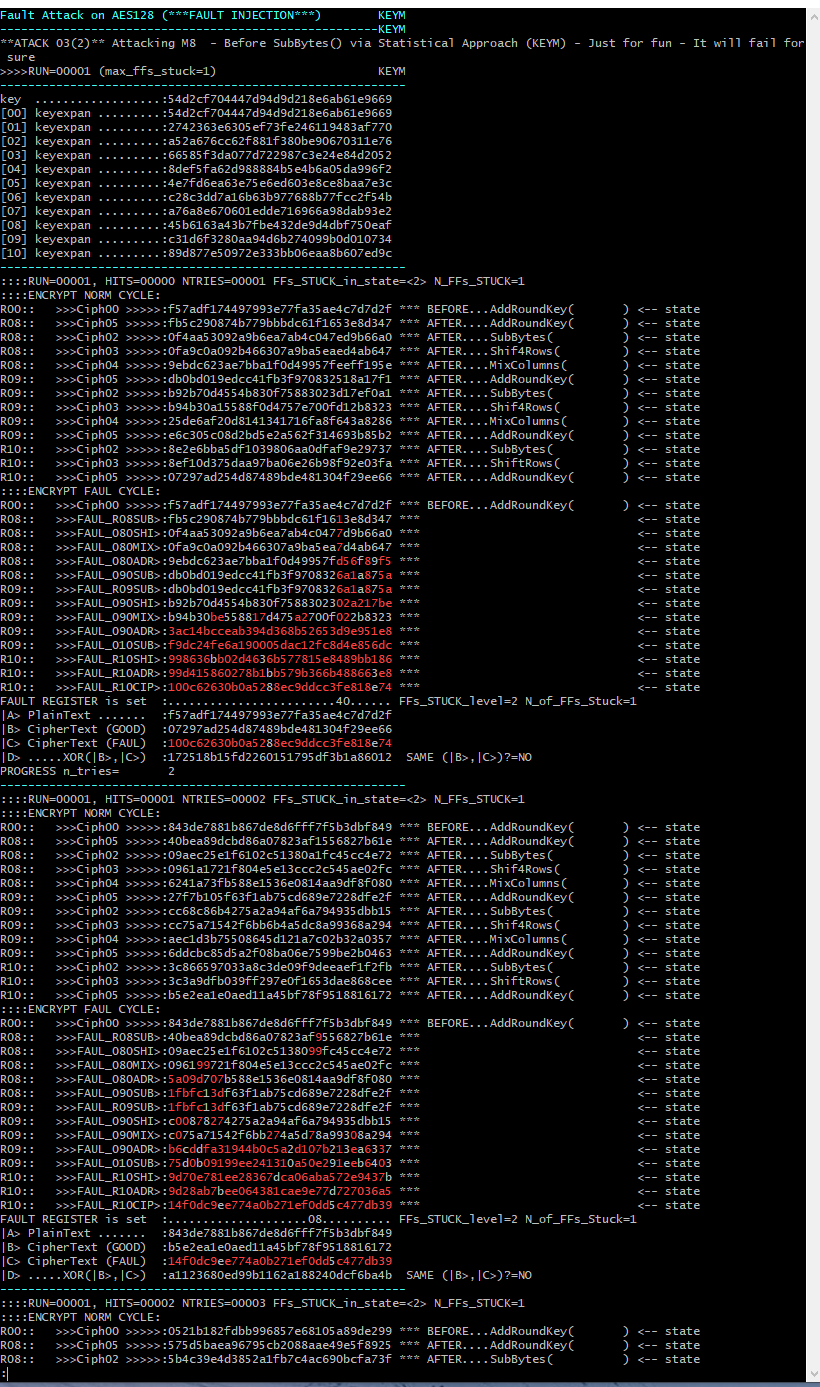 Fault Attack on AES128 (***FAULT INJECTION***)        KEYM
------------------------------------------------------KEYM
**ATACK 03(2)** Attacking M8  - Before SubBytes() via Statistical Approach (KEYM) - Just for fun - It will fail for
 sure
>>>>RUN=00001 (max_ffs_stuck=1)                       KEYM
----------------------------------------------------------
key  ..................:54d2cf704447d94d9d218e6ab61e9669
[00] keyexpan .........:54d2cf704447d94d9d218e6ab61e9669
[01] keyexpan .........:2742363e6305ef73fe246119483af770
[02] keyexpan .........:a52a676cc62f881f380be90670311e76
[03] keyexpan .........:66585f3da077d722987c3e24e84d2052
[04] keyexpan .........:8def5fa62d988884b5e4b6a05da996f2
[05] keyexpan .........:4e7fd6ea63e75e6ed603e8ce8baa7e3c
[06] keyexpan .........:c28c3dd7a16b63b977688b77fcc2f54b
[07] keyexpan .........:a76a8e670601edde716966a98dab93e2
[08] keyexpan .........:45b6163a43b7fbe432de9d4dbf750eaf
[09] keyexpan .........:c31d6f3280aa94d6b274099b0d010734
[10] keyexpan .........:89d877e50972e333bb06eaa8b607ed9c
----------------------------------------------------------
::::RUN=00001, HITS=00000 NTRIES=00001 FFs_STUCK_in_state=<2> N_FFs_STUCK=1
::::ENCRYPT NORM CYCLE:
R00::   >>>Ciph00 >>>>>:f57adf174497993e77fa35ae4c7d7d2f *** BEFORE...AddRoundKey(       ) <-- state
R08::   >>>Ciph05 >>>>>:fb5c290874b779bbbdc61f1653e8d347 *** AFTER....AddRoundKey(       ) <-- state
R08::   >>>Ciph02 >>>>>:0f4aa53092a9b6ea7ab4c047ed9b66a0 *** AFTER....SubBytes(          ) <-- state
R08::   >>>Ciph03 >>>>>:0fa9c0a092b466307a9ba5eaed4ab647 *** AFTER....Shif4Rows(         ) <-- state
R08::   >>>Ciph04 >>>>>:9ebdc623ae7bba1f0d49957feeff195e *** AFTER....MixColumns(        ) <-- state
R09::   >>>Ciph05 >>>>>:db0bd019edcc41fb3f970832518a17f1 *** AFTER....AddRoundKey(       ) <-- state
R09::   >>>Ciph02 >>>>>:b92b70d4554b830f75883023d17ef0a1 *** AFTER....SubBytes(          ) <-- state
R09::   >>>Ciph03 >>>>>:b94b30a15588f0d4757e700fd12b8323 *** AFTER....Shif4Rows(         ) <-- state
R09::   >>>Ciph04 >>>>>:25de6af20d8141341716fa8f643a8286 *** AFTER....MixColumns(        ) <-- state
R09::   >>>Ciph05 >>>>>:e6c305c08d2bd5e2a562f314693b85b2 *** AFTER....AddRoundKey(       ) <-- state
R10::   >>>Ciph02 >>>>>:8e2e6bba5df1039806aa0dfaf9e29737 *** AFTER....SubBytes(          ) <-- state
R10::   >>>Ciph03 >>>>>:8ef10d375daa97ba06e26b98f92e03fa *** AFTER....ShiftRows(         ) <-- state
R10::   >>>Ciph05 >>>>>:07297ad254d87489bde481304f29ee66 *** AFTER....AddRoundKey(       ) <-- state
::::ENCRYPT FAUL CYCLE:
R00::   >>>Ciph00 >>>>>:f57adf174497993e77fa35ae4c7d7d2f *** BEFORE...AddRoundKey(       ) <-- state
R08::   >>>FAUL_R08SUB>:fb5c290874b779bbbdc61f1613e8d347 ***                               <-- state
R08::   >>>FAUL_08OSHI>:0f4aa53092a9b6ea7ab4c0477d9b66a0 ***                               <-- state
R08::   >>>FAUL_08OMIX>:0fa9c0a092b466307a9ba5ea7d4ab647 ***                               <-- state
R08::   >>>FAUL_08OADR>:9ebdc623ae7bba1f0d49957fd56f89f5 ***                               <-- state
R09::   >>>FAUL_09OSUB>:db0bd019edcc41fb3f9708326a1a875a ***                               <-- state
R09::   >>>FAUL_R09SUB>:db0bd019edcc41fb3f9708326a1a875a ***                               <-- state
R09::   >>>FAUL_09OSHI>:b92b70d4554b830f7588302302a217be ***                               <-- state
R09::   >>>FAUL_09OMIX>:b94b30be558817d475a2700f022b8323 ***                               <-- state
R09::   >>>FAUL_09OADR>:3ac14bcceab394d368b52653d9e951e8 ***                               <-- state
R09::   >>>FAUL_01OSUB>:f9dc24fe6a190005dac12fc8d4e856dc ***                               <-- state
R10::   >>>FAUL_R10SHI>:998636bb02d4636b577815e8489bb186 ***                               <-- state
R10::   >>>FAUL_R10ADR>:99d415860278b1bb579b366b488663e8 ***                               <-- state
R10::   >>>FAUL_R10CIP>:100c62630b0a5288ec9ddcc3fe818e74 ***                               <-- state
FAULT REGISTER is set  :........................40...... FFs_STUCK_level=2 N_of_FFs_Stuck=1
|A> PlainText .......  :f57adf174497993e77fa35ae4c7d7d2f
|B> CipherText (GOOD)  :07297ad254d87489bde481304f29ee66
|C> CipherText (FAUL)  :100c62630b0a5288ec9ddcc3fe818e74
|D> .....XOR(|B>,|C>)  :172518b15fd2260151795df3b1a86012  SAME (|B>,|C>)?=NO
PROGRESS n_tries=       2
----------------------------------------------------------
::::RUN=00001, HITS=00001 NTRIES=00002 FFs_STUCK_in_state=<2> N_FFs_STUCK=1
::::ENCRYPT NORM CYCLE:
R00::   >>>Ciph00 >>>>>:843de7881b867de8d6fff7f5b3dbf849 *** BEFORE...AddRoundKey(       ) <-- state
R08::   >>>Ciph05 >>>>>:40bea89dcbd86a07823af1556827b61e *** AFTER....AddRoundKey(       ) <-- state
R08::   >>>Ciph02 >>>>>:09aec25e1f6102c51380a1fc45cc4e72 *** AFTER....SubBytes(          ) <-- state
R08::   >>>Ciph03 >>>>>:0961a1721f804e5e13ccc2c545ae02fc *** AFTER....Shif4Rows(         ) <-- state
R08::   >>>Ciph04 >>>>>:6241a73fb588e1536e0814aa9df8f080 *** AFTER....MixColumns(        ) <-- state
R09::   >>>Ciph05 >>>>>:27f7b105f63f1ab75cd689e7228dfe2f *** AFTER....AddRoundKey(       ) <-- state
R09::   >>>Ciph02 >>>>>:cc68c86b4275a2a94af6a794935dbb15 *** AFTER....SubBytes(          ) <-- state
R09::   >>>Ciph03 >>>>>:cc75a71542f6bb6b4a5dc8a99368a294 *** AFTER....Shif4Rows(         ) <-- state
R09::   >>>Ciph04 >>>>>:aec1d3b75508645d121a7c02b32a0357 *** AFTER....MixColumns(        ) <-- state
R09::   >>>Ciph05 >>>>>:6ddcbc85d5a2f08ba06e7599be2b0463 *** AFTER....AddRoundKey(       ) <-- state
R10::   >>>Ciph02 >>>>>:3c866597033a8c3de09f9deeaef1f2fb *** AFTER....SubBytes(          ) <-- state
R10::   >>>Ciph03 >>>>>:3c3a9dfb039ff297e0f1653dae868cee *** AFTER....ShiftRows(         ) <-- state
R10::   >>>Ciph05 >>>>>:b5e2ea1e0aed11a45bf78f9518816172 *** AFTER....AddRoundKey(       ) <-- state
::::ENCRYPT FAUL CYCLE:
R00::   >>>Ciph00 >>>>>:843de7881b867de8d6fff7f5b3dbf849 *** BEFORE...AddRoundKey(       ) <-- state
R08::   >>>FAUL_R08SUB>:40bea89dcbd86a07823af9556827b61e ***                               <-- state
R08::   >>>FAUL_08OSHI>:09aec25e1f6102c5138099fc45cc4e72 ***                               <-- state
R08::   >>>FAUL_08OMIX>:096199721f804e5e13ccc2c545ae02fc ***                               <-- state
R08::   >>>FAUL_08OADR>:5a09d707b588e1536e0814aa9df8f080 ***                               <-- state
R09::   >>>FAUL_09OSUB>:1fbfc13df63f1ab75cd689e7228dfe2f ***                               <-- state
R09::   >>>FAUL_R09SUB>:1fbfc13df63f1ab75cd689e7228dfe2f ***                               <-- state
R09::   >>>FAUL_09OSHI>:c00878274275a2a94af6a794935dbb15 ***                               <-- state
R09::   >>>FAUL_09OMIX>:c075a71542f6bb274a5d78a99308a294 ***                               <-- state
R09::   >>>FAUL_09OADR>:b6cddfa31944b0c5a2d107b213ea6337 ***                               <-- state
R09::   >>>FAUL_01OSUB>:75d0b09199ee241310a50e291eeb6403 ***                               <-- state
R10::   >>>FAUL_R10SHI>:9d70e781ee28367dca06aba572e9437b ***                               <-- state
R10::   >>>FAUL_R10ADR>:9d28ab7bee064381cae9e77d727036a5 ***                               <-- state
R10::   >>>FAUL_R10CIP>:14f0dc9ee774a0b271ef0dd5c477db39 ***                               <-- state
FAULT REGISTER is set  :....................08.......... FFs_STUCK_level=2 N_of_FFs_Stuck=1
|A> PlainText .......  :843de7881b867de8d6fff7f5b3dbf849
|B> CipherText (GOOD)  :b5e2ea1e0aed11a45bf78f9518816172
|C> CipherText (FAUL)  :14f0dc9ee774a0b271ef0dd5c477db39
|D> .....XOR(|B>,|C>)  :a1123680ed99b1162a188240dcf6ba4b  SAME (|B>,|C>)?=NO
----------------------------------------------------------
::::RUN=00001, HITS=00002 NTRIES=00003 FFs_STUCK_in_state=<2> N_FFs_STUCK=1
::::ENCRYPT NORM CYCLE:
R00::   >>>Ciph00 >>>>>:0521b182fdbb996857e68105a89de299 *** BEFORE...AddRoundKey(       ) <-- state
R08::   >>>Ciph05 >>>>>:575d5baea96795cb2088aae49e5f8925 *** AFTER....AddRoundKey(       ) <-- state
R08::   >>>Ciph02 >>>>>:5b4c39e4d3852a1fb7c4ac690bcfa73f *** AFTER....SubBytes(          ) <-- state
: